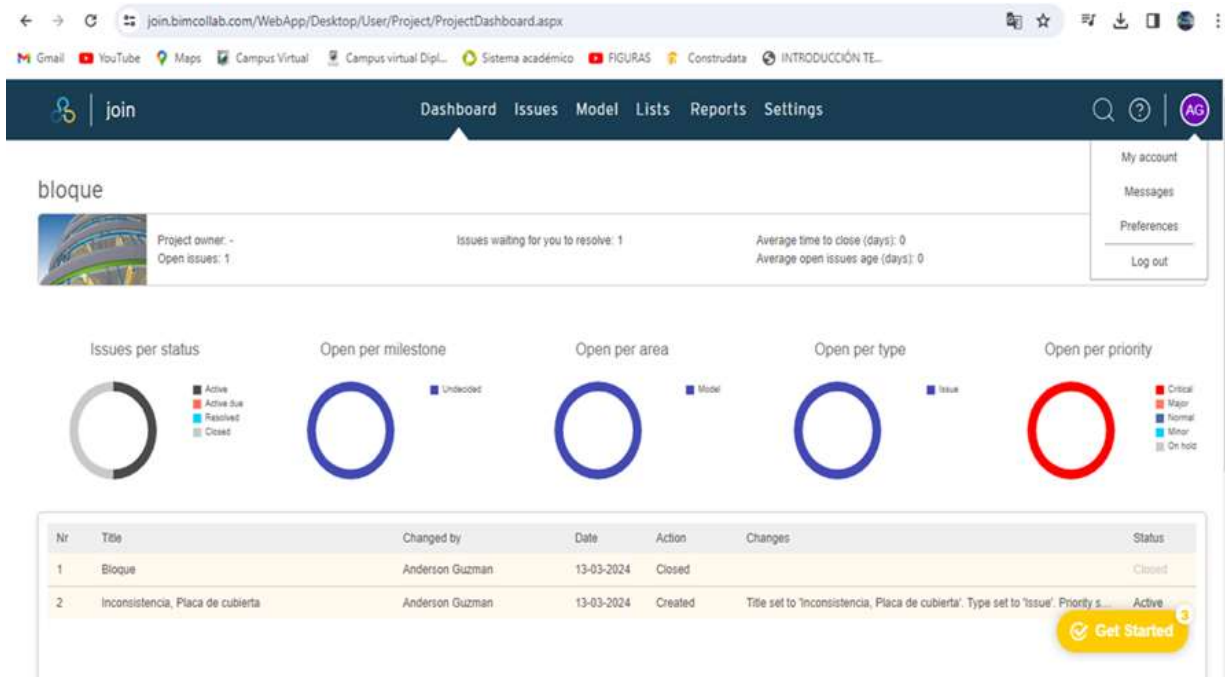 join.bimcollab.com/WebApp/Desktop/User/Project/ProjectDashboard.aspx
Gmail YouTube Maps Campus Virtual Campus virtual Dipl... Sistema académico FIGURAS Construdata INTRODUCCIÓN TE...
join Dashboard Issues Model Lists Reports Settings AG
My account
bloque Messages
Preferences
Project owner: - Issues waiting for you to resolve: 1 Average time to close (days): 0
Open issues: 1 Average open issues age (days): 0
Log out
Issues per status Open per milestone Open per area Open per type Open per priority
Active Undecided Model Issue Critical
Active due Major
Resolved Normal
Closed Minor
On hold
Nr Title Changed by Date Action Changes Status
1 Bloque Anderson Guzman 13-03-2024 Closed Closed
2 Inconsistencia, Placa de cubierta Anderson Guzman 13-03-2024 Created Title set to 'Inconsistencia, Placa de cubierta'. Type set to 'Issue'. Priority s... Active
3
Get Started